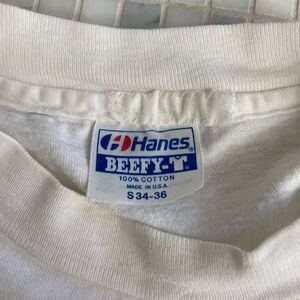 Hanes
BEEFY-T®
100% COTTON
MADE IN U.S.A.
S 34-36